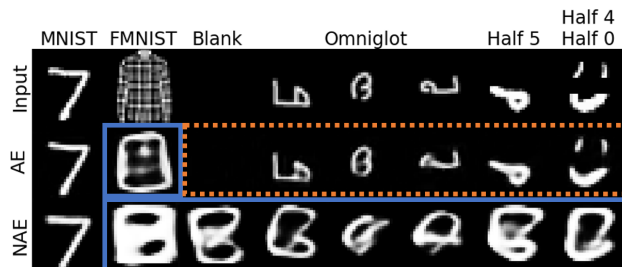 Half 4
MNIST FMNIST Blank Omniglot Half 5 Half 0
Input
AE
NAE